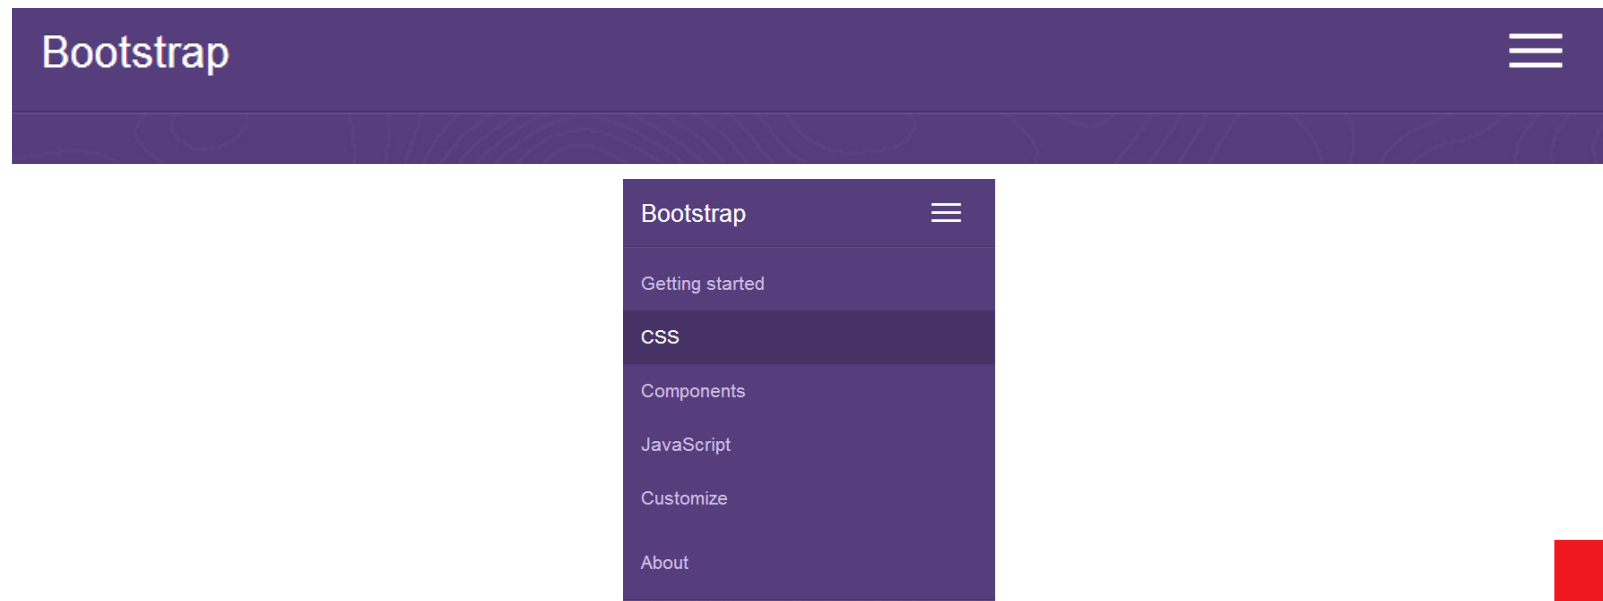 Bootstrap
Bootstrap
Getting started
CSS
Components
JavaScript
Customize
About